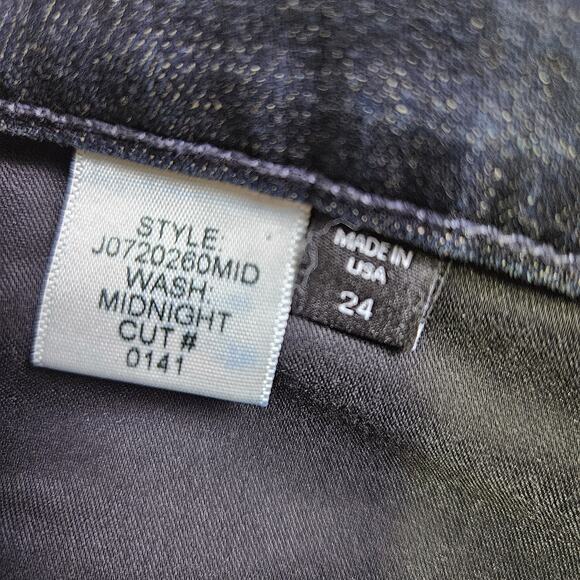 STYLE:
J0720260MID
WASH:
MIDNIGHT
CUT #
0141
MADE IN
USA
24